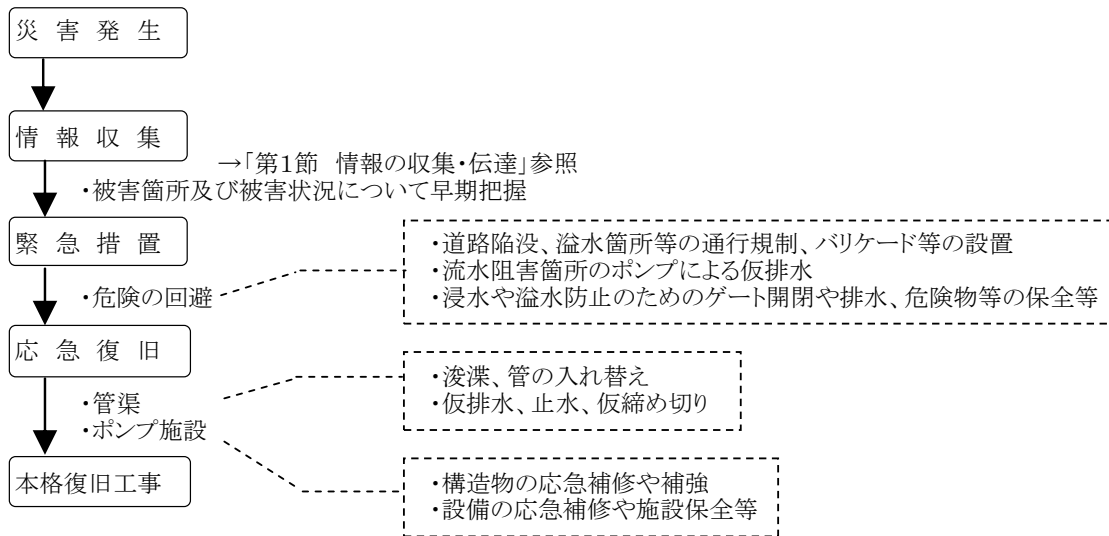 災害発生
情報収集
→「第1節 情報の収集・伝達」参照
・被害箇所及び被害状況について早期把握
緊急措置
・危険の回避
・道路陥没、溢水箇所等の通行規制、バリケード等の設置
・流水阻害箇所のポンプによる仮排水
・浸水や溢水防止のためのゲート開閉や排水、危険物等の保全等
応急復旧
・管渠
・ポンプ施設
・浚渫、管の入れ替え
・仮排水、止水、仮締め切り
本格復旧工事
・構造物の応急補修や補強
・設備の応急補修や施設保全等